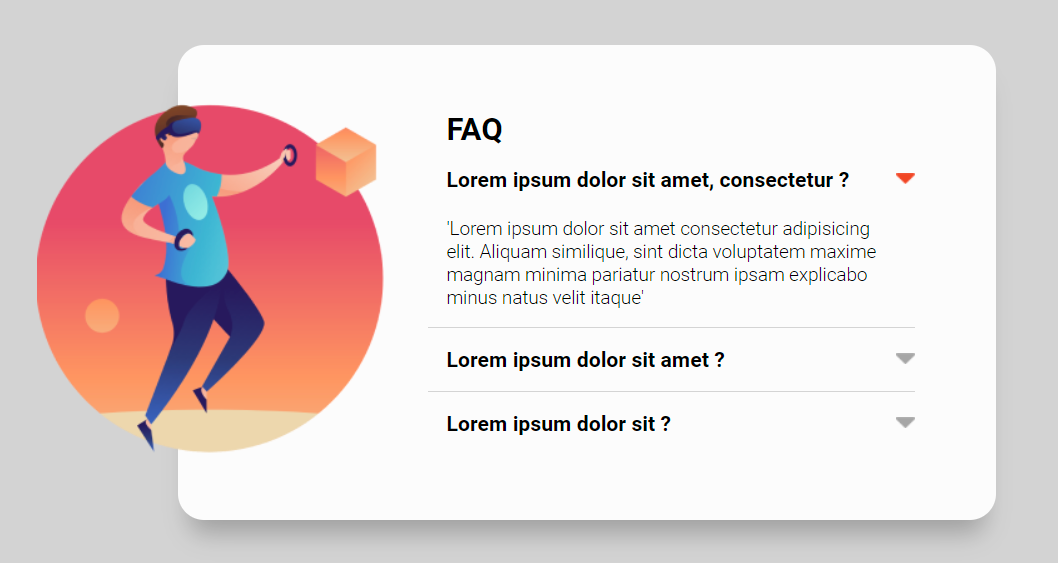 FAQ
Lorem ipsum dolor sit amet, consectetur ?
'Lorem ipsum dolor sit amet consectetur adipisicing
elit. Aliquam similique, sint dicta voluptatem maxime
magnam minima pariatur nostrum ipsam explicabo
minus natus velit itaque'
Lorem ipsum dolor sit amet ?
Lorem ipsum dolor sit ?